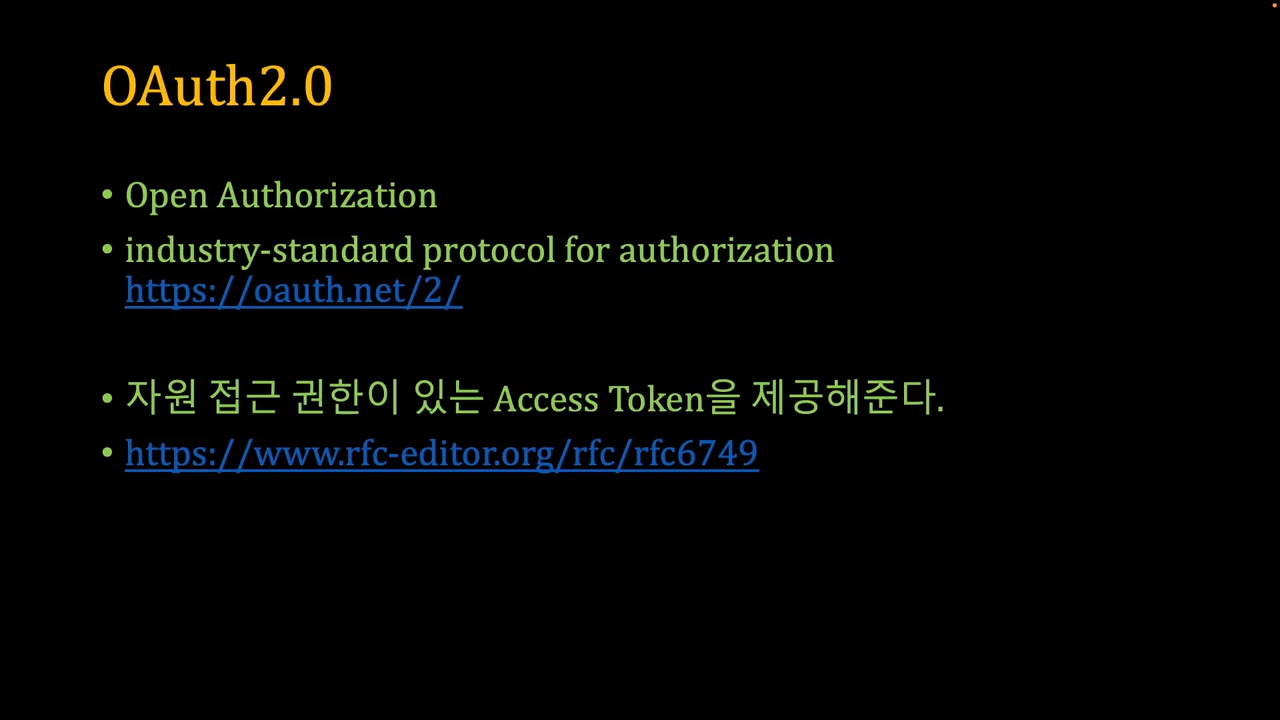 OAuth2.0
• Open Authorization
• industry-standard protocol for authorization
https://oauth.net/2/
• 자원 접근 권한이 있는 Access Token을 제공해준다.
• https://www.rfc-editor.org/rfc/rfc6749